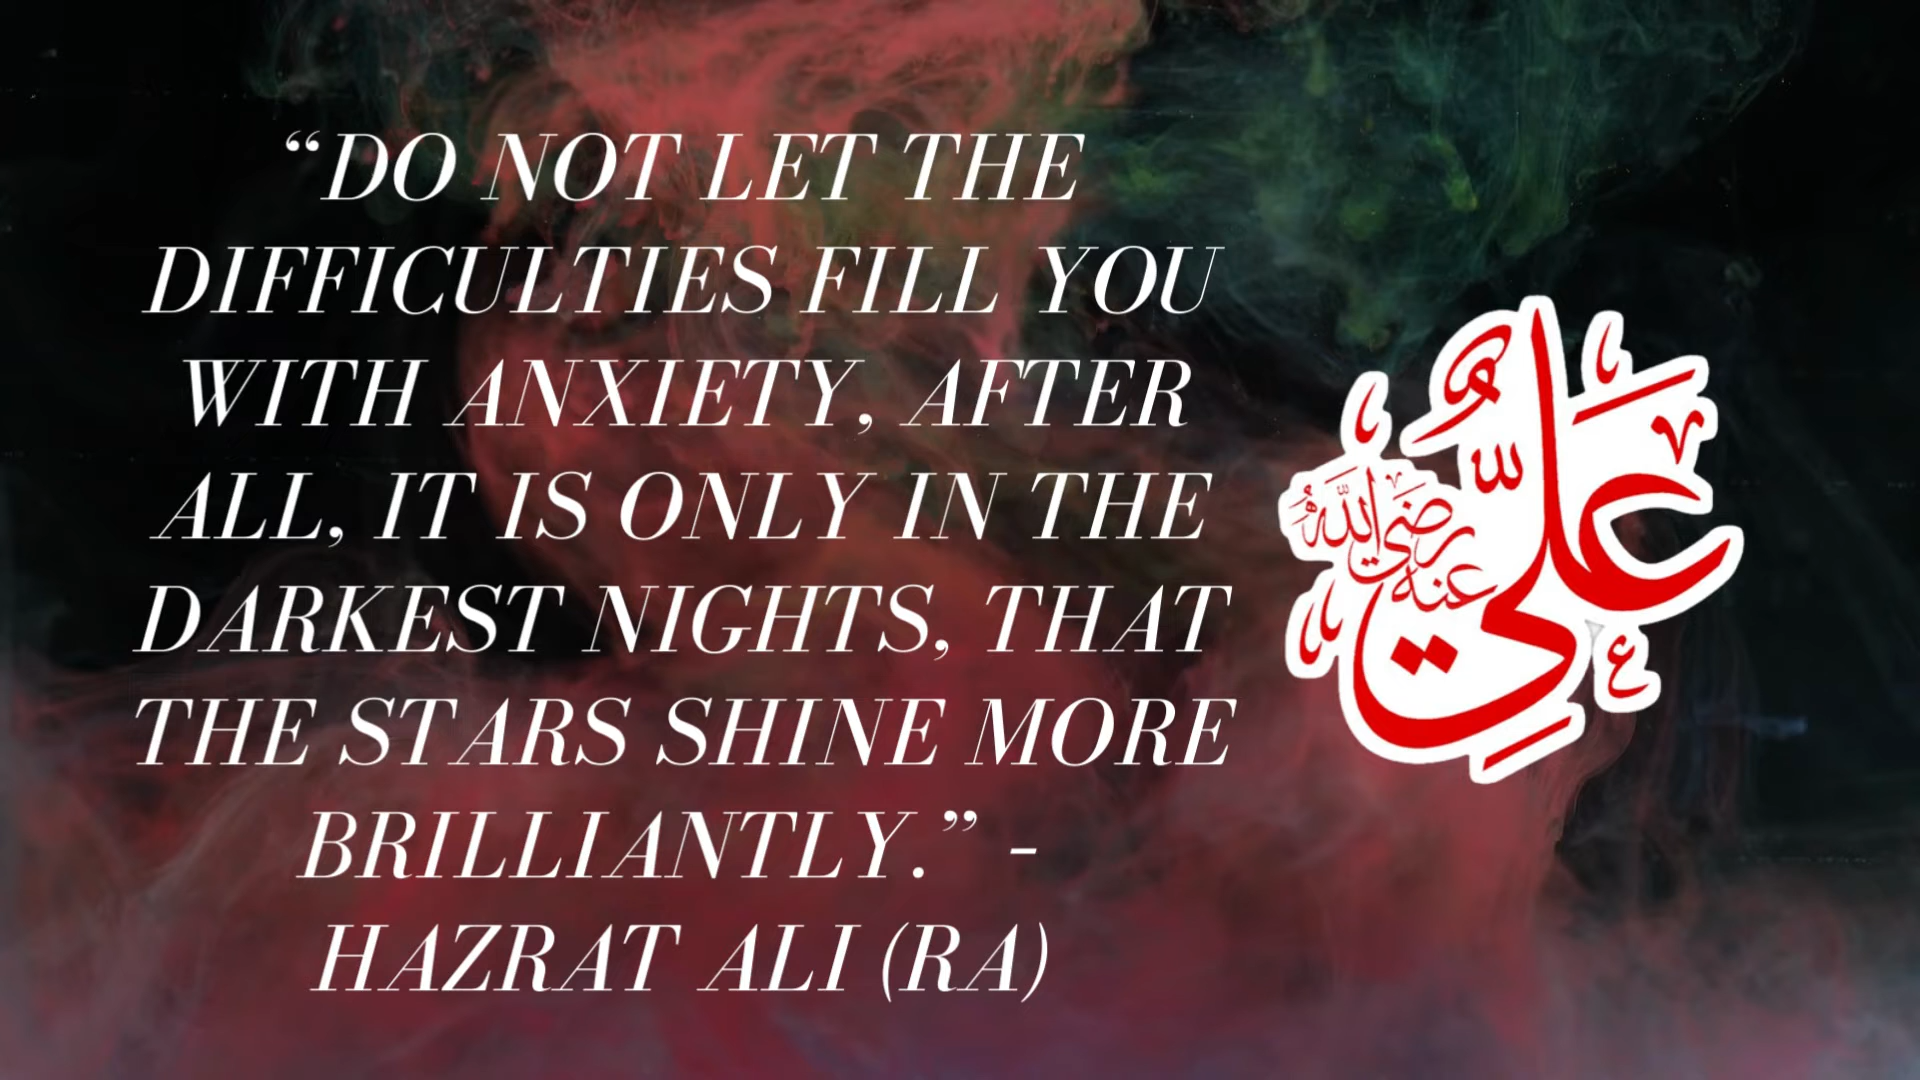 “DO NOT LET THE
DIFFICULTIES FILL YOU
WITH ANXIETY, AFTER
ALL, IT IS ONLY IN THE
DARKEST NIGHTS, THAT
THE STARS SHINE MORE
BRILLIANTLY.” -
HAZRAT ALI (RA)
عَلِيّ
رضي الله
عنه